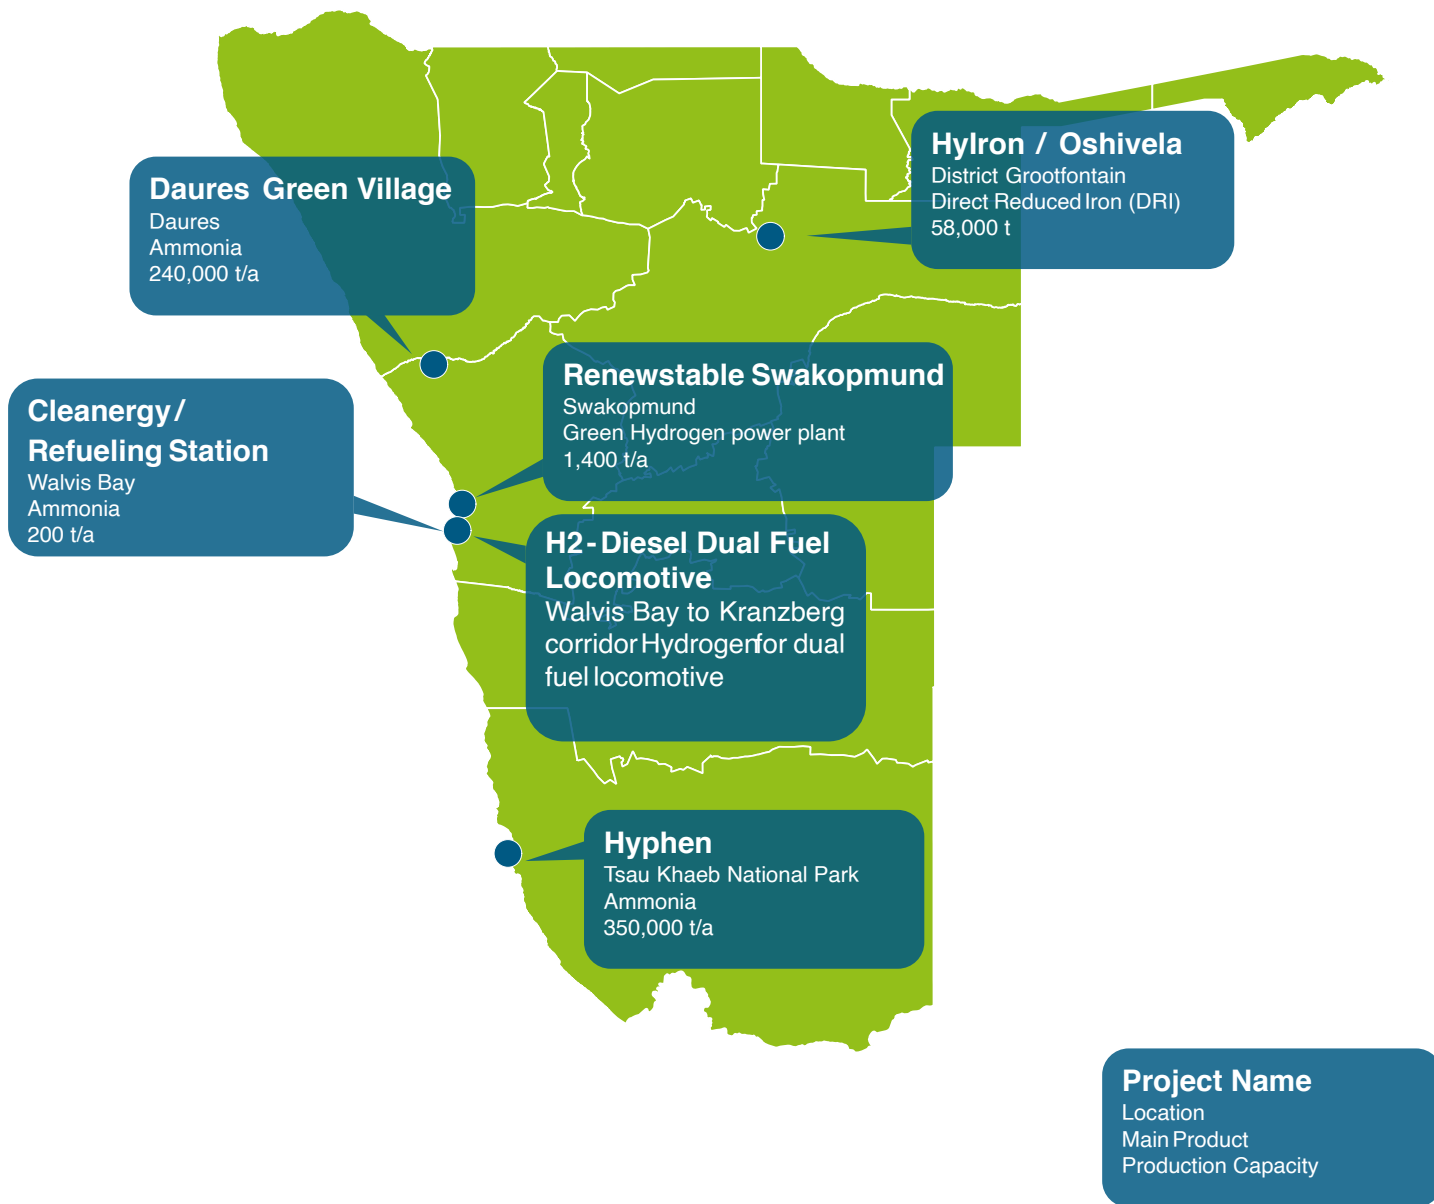 HyIron / Oshivela
District Grootfontain
Direct Reduced Iron (DRI)
58,000 t
Daures Green Village
Daures
Ammonia
240,000 t/a
Renewstable Swakopmund
Swakopmund
Green Hydrogen power plant
1,400 t/a
Cleanergy/
Refueling Station
Walvis Bay
Ammonia
200 t/a
H2-Diesel Dual Fuel
Locomotive
Walvis Bay to Kranzberg
corridor Hydrogen for dual
fuel locomotive
Hyphen
Tsau Khaeb National Park
Ammonia
350,000 t/a
Project Name
Location
Main Product
Production Capacity